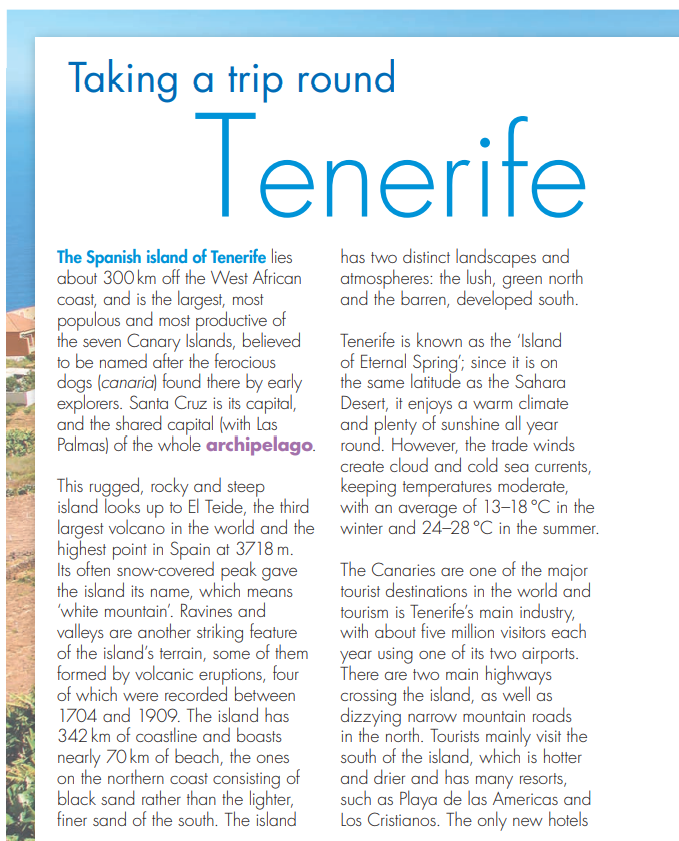 Taking a trip round
Tenerife
The Spanish island of Tenerife lies
about 300 km off the West African
coast, and is the largest, most
populous and most productive of
the seven Canary Islands, believed
to be named after the ferocious
dogs (canaria) found there by early
explorers. Santa Cruz is its capital,
and the shared capital (with Las
Palmas) of the whole archipelago.
This rugged, rocky and steep
island looks up to El Teide, the third
largest volcano in the world and the
highest point in Spain at 3718 m.
Its often snow-covered peak gave
the island its name, which means
‘white mountain’. Ravines and
valleys are another striking feature
of the island’s terrain, some of them
formed by volcanic eruptions, four
of which were recorded between
1704 and 1909. The island has
342 km of coastline and boasts
nearly 70 km of beach, the ones
on the northern coast consisting of
black sand rather than the lighter,
finer sand of the south. The island
has two distinct landscapes and
atmospheres: the lush, green north
and the barren, developed south.
Tenerife is known as the ‘Island
of Eternal Spring’; since it is on
the same latitude as the Sahara
Desert, it enjoys a warm climate
and plenty of sunshine all year
round. However, the trade winds
create cloud and cold sea currents,
keeping temperatures moderate,
with an average of 13–18 °C in the
winter and 24–28 °C in the summer.
The Canaries are one of the major
tourist destinations in the world and
tourism is Tenerife’s main industry,
with about five million visitors each
year using one of its two airports.
There are two main highways
crossing the island, as well as
dizzying narrow mountain roads
in the north. Tourists mainly visit the
south of the island, which is hotter
and drier and has many resorts,
such as Playa de las Americas and
Los Cristianos. The only new hotels